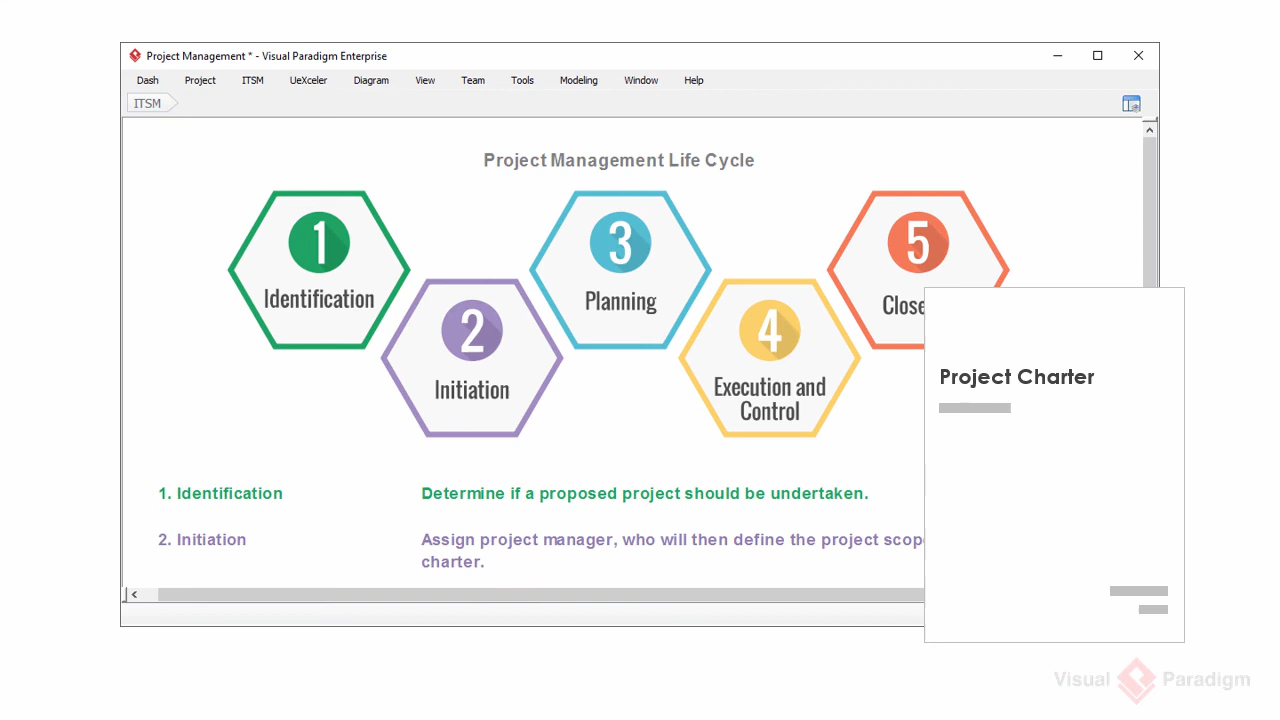 Project Management * - Visual Paradigm Enterprise
Dash Project ITSM UeXceler Diagram View Team Tools Modeling Window Help
ITSM
Project Management Life Cycle
1
Identification
2
Initiation
3
Planning
4
Execution and
Control
5
Close
Project Charter
1. Identification Determine if a proposed project should be undertaken.
2. Initiation Assign project manager, who will then define the project scope
charter.
Visual Paradigm